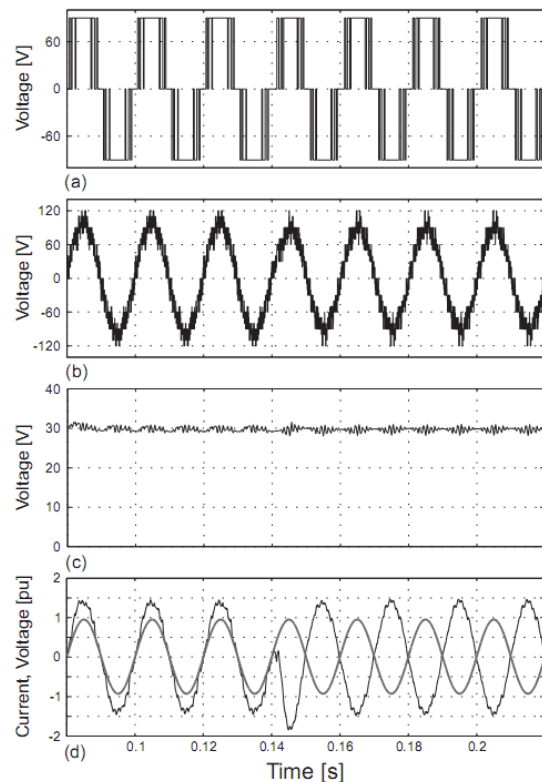 Voltage [V]
60
0
-60
(a)
Voltage [V]
120
60
0
-60
-120
(b)
Voltage [V]
40
30
20
10
0
(c)
Current, Voltage [pu]
2
1
0
-1
-2
(d)
0.1 0.12 0.14 0.16 0.18 0.2
Time [s]